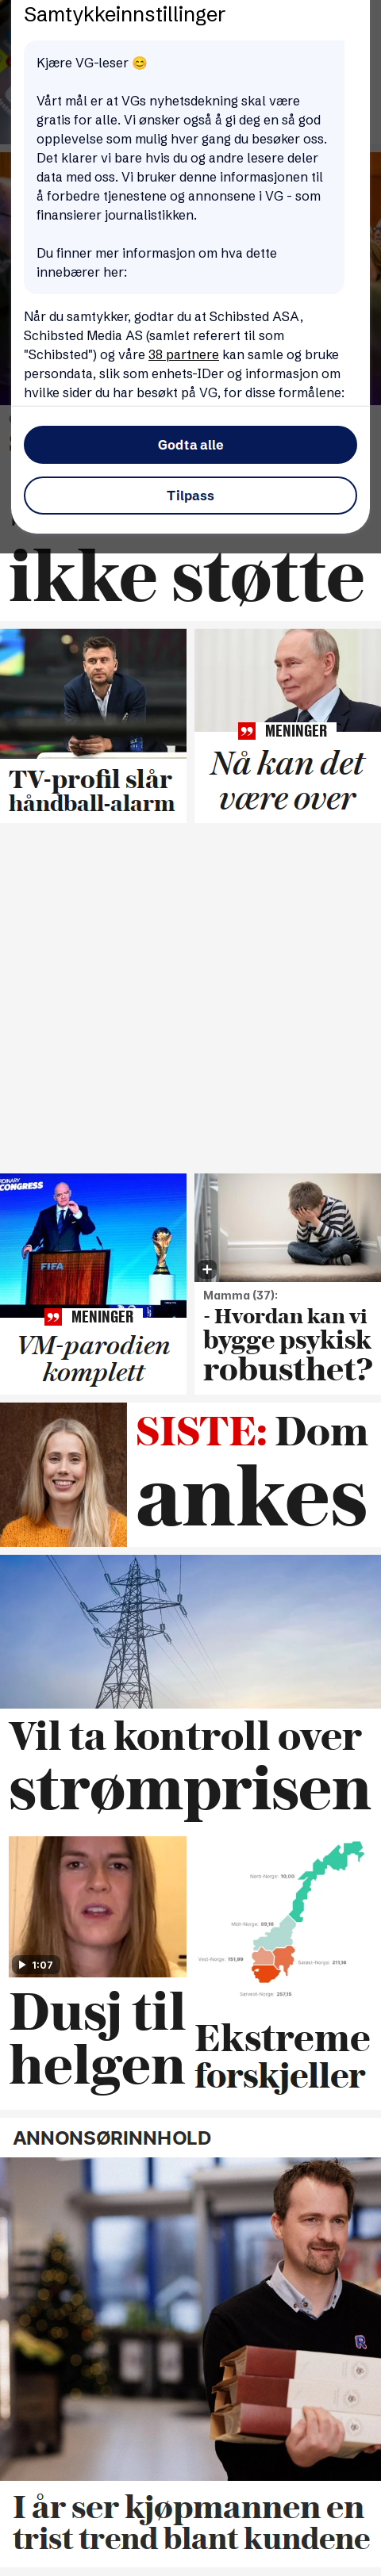 Samtykkeinnstillinger
Kjære VG-leser 😊
Vårt mål er at VGs nyhetsdekning skal være
gratis for alle. Vi ønsker også å gi deg en så god
opplevelse som mulig hver gang du besøker oss.
Det klarer vi bare hvis du og andre lesere deler
data med oss. Vi bruker denne informasjonen til
å forbedre tjenestene og annonsene i VG - som
finansierer journalistikken.
Du finner mer informasjon om hva dette
innebærer her:
Når du samtykker, godtar du at Schibsted ASA,
Schibsted Media AS (samlet referert til som
"Schibsted") og våre 38 partnere kan samle og bruke
persondata, slik som enhets-IDer og informasjon om
hvilke sider du har besøkt på VG, for disse formålene:
Godta alle
Tilpass
ikke støtte
TV-profil slår
håndball-alarm
MENINGER
Nå kan det
være over
CONGRESS
FIFA
MENINGER
VM-parodien
komplett
Mamma (37):
- Hvordan kan vi
bygge psykisk
robusthet?
SISTE: Dom
ankes
Vil ta kontroll over
strømprisen
1:07
Dusj til
helgen
Nord-Norge: 10,00
Midt-Norge: 59,16
Vest-Norge: 151,99
Sørøst-Norge: 211,16
Sørvest-Norge: 257,15
Ekstreme
forskjeller
ANNONSØRINNHOLD
I år ser kjøpmannen en
trist trend blant kundene